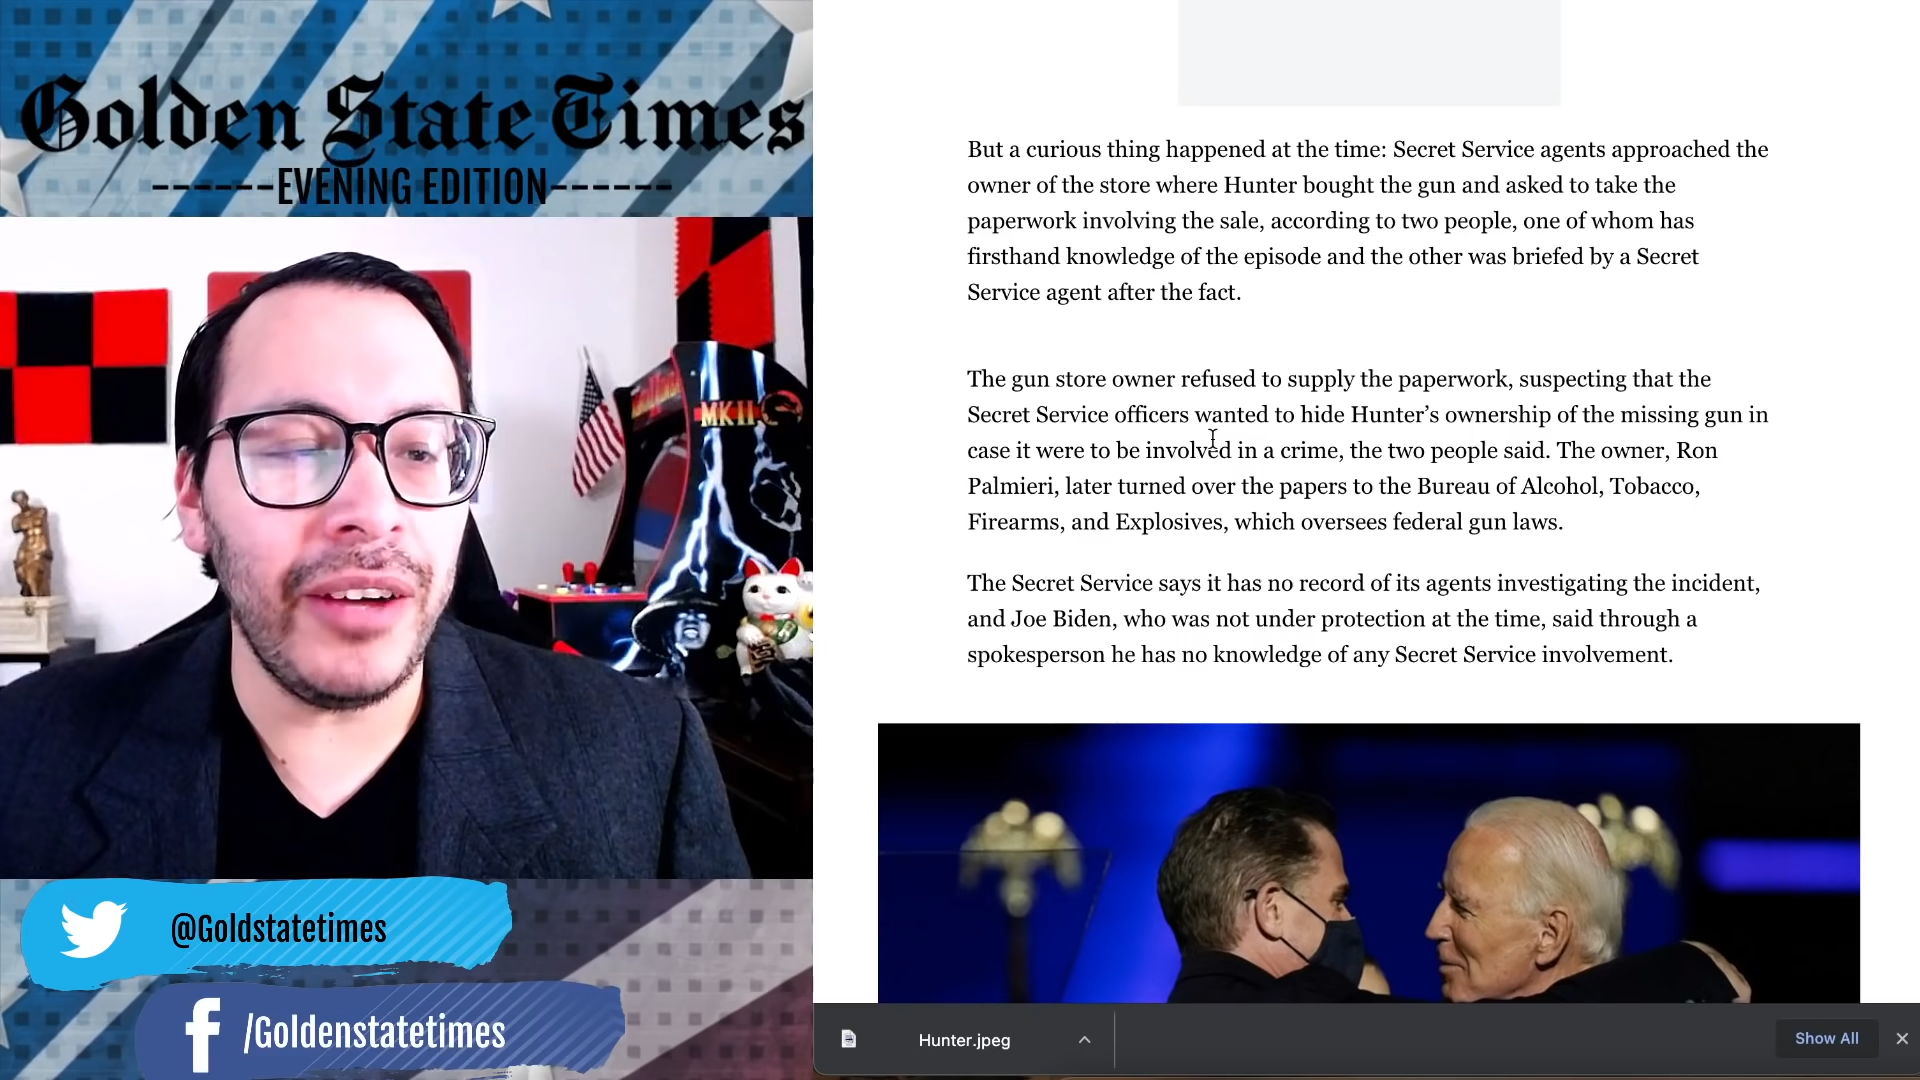 Golden State Times
------EVENING EDITION------
MKII
@Goldstatetimes
/Goldenstatetimes
But a curious thing happened at the time: Secret Service agents approached the
owner of the store where Hunter bought the gun and asked to take the
paperwork involving the sale, according to two people, one of whom has
firsthand knowledge of the episode and the other was briefed by a Secret
Service agent after the fact.
The gun store owner refused to supply the paperwork, suspecting that the
Secret Service officers wanted to hide Hunter’s ownership of the missing gun in
case it were to be involved in a crime, the two people said. The owner, Ron
Palmieri, later turned over the papers to the Bureau of Alcohol, Tobacco,
Firearms, and Explosives, which oversees federal gun laws.
The Secret Service says it has no record of its agents investigating the incident,
and Joe Biden, who was not under protection at the time, said through a
spokesperson he has no knowledge of any Secret Service involvement.
Hunter.jpeg
Show All